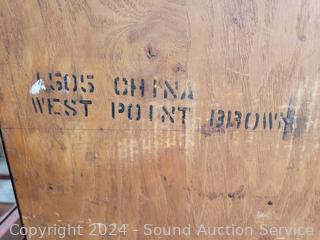 1505 CHINA
WEST POINT BROWN
Copyright 2024 - Sound Auction Service